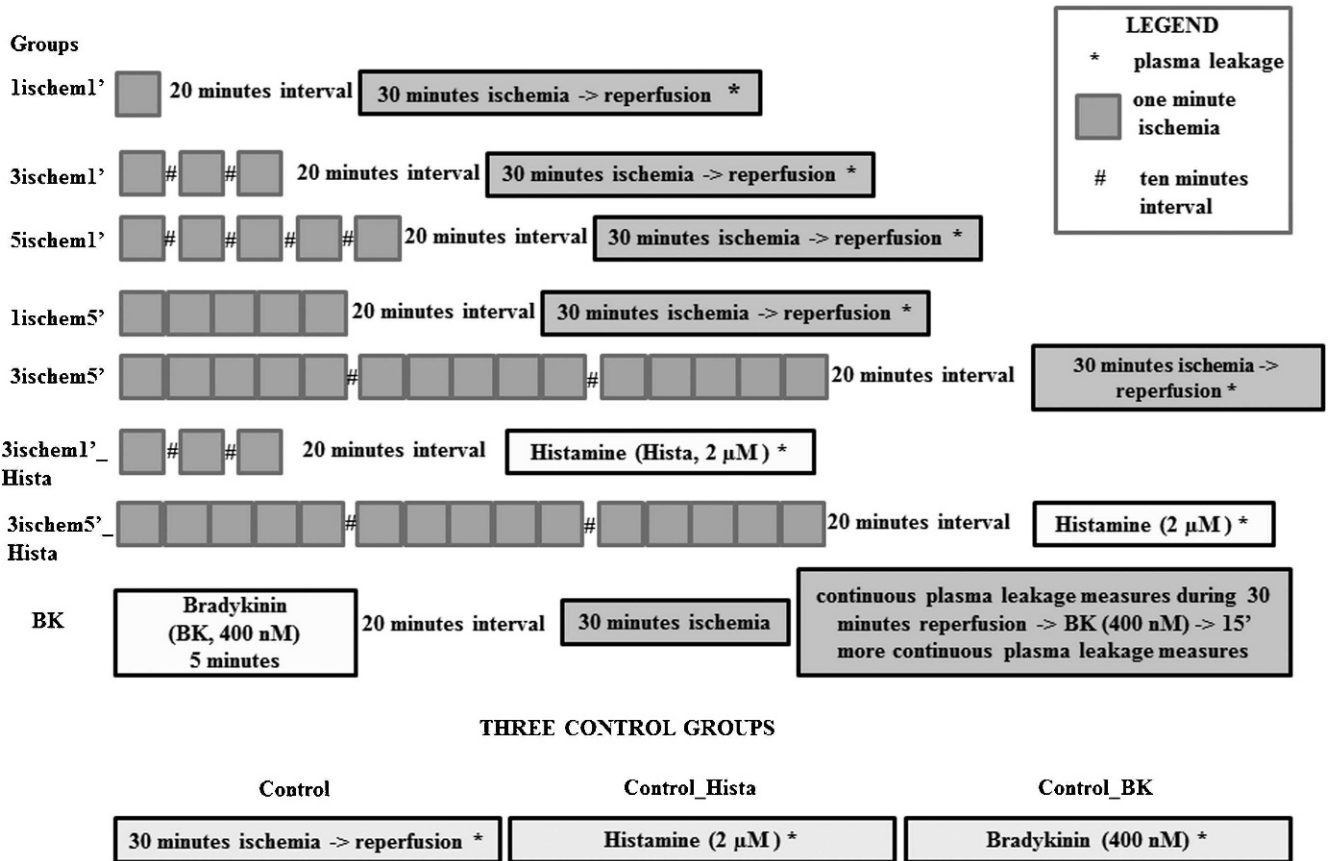 Groups
1ischem1’
20 minutes interval
30 minutes ischemia -> reperfusion *
3ischem1’
# #
20 minutes interval
30 minutes ischemia -> reperfusion *
5ischem1’
# # # #
20 minutes interval
30 minutes ischemia -> reperfusion *
1ischem5’
20 minutes interval
30 minutes ischemia -> reperfusion *
3ischem5’
# #
20 minutes interval
30 minutes ischemia ->
reperfusion *
3ischem1’_
Hista
# #
20 minutes interval
Histamine (Hista, 2 µM ) *
3ischem5’_
Hista
# #
20 minutes interval
Histamine (2 µM ) *
BK
Bradykinin
(BK, 400 nM)
5 minutes
20 minutes interval
30 minutes ischemia
continuous plasma leakage measures during 30
minutes reperfusion -> BK (400 nM) -> 15’
more continuous plasma leakage measures
LEGEND
* plasma leakage
one minute
ischemia
# ten minutes
interval
THREE CONTROL GROUPS
Control
30 minutes ischemia -> reperfusion *
Control_Hista
Histamine (2 µM ) *
Control_BK
Bradykinin (400 nM) *